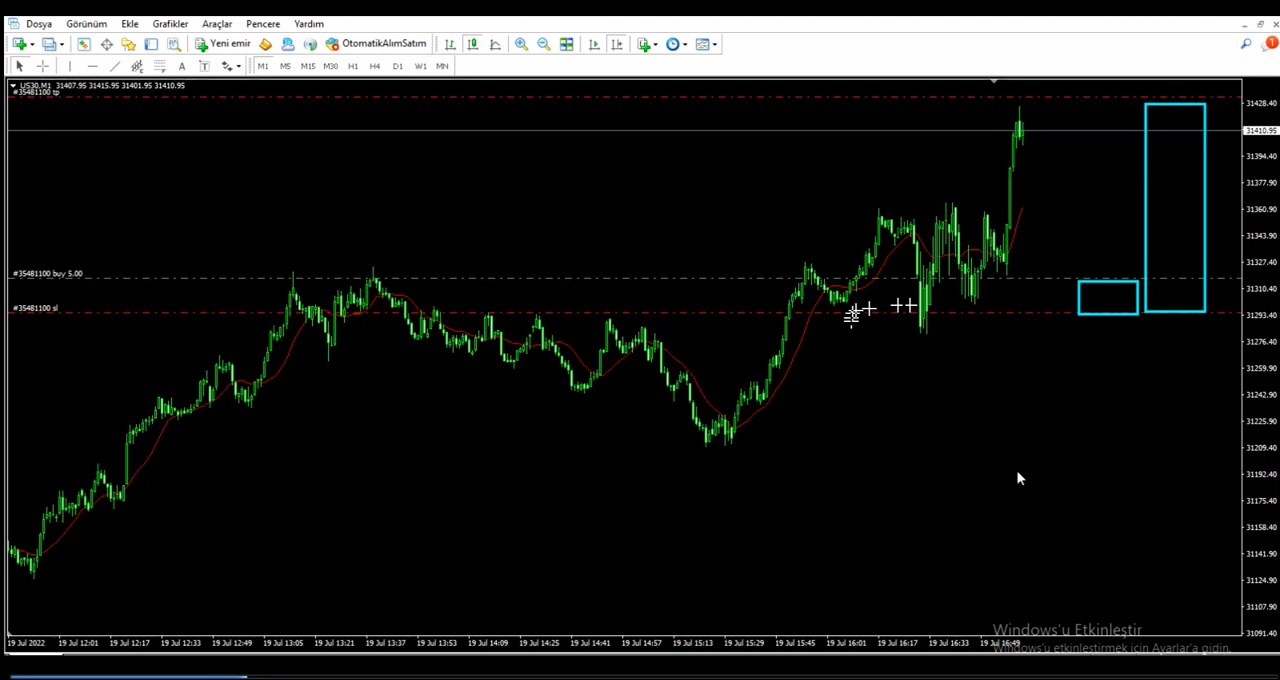 Dosya Görünüm Ekle Grafikler Araçlar Pencere Yardım
Yeni emir OtomatikAlımSatım 1
A T M1 M5 M15 M30 H1 H4 D1 W1 MN
US30,M1 31407.95 31415.95 31401.95 31410.95
#35481100 tp
31428.40
31410.95
31394.40
31377.90
31360.90
31343.90
31327.40
#35481100 buy 5.00
31310.40
#35481100 sl
31293.40
31276.40
31259.90
31242.90
31225.90
31209.40
31192.40
31175.40
31158.40
31141.90
31124.90
31107.90
31091.40
19 Jul 2022 19 Jul 12:01 19 Jul 12:17 19 Jul 12:33 19 Jul 12:49 19 Jul 13:05 19 Jul 13:21 19 Jul 13:37 19 Jul 13:53 19 Jul 14:09 19 Jul 14:25 19 Jul 14:41 19 Jul 14:57 19 Jul 15:13 19 Jul 15:29 19 Jul 15:45 19 Jul 16:01 19 Jul 16:17 19 Jul 16:33 19 Jul 16:49
Windows'u Etkinleştir
Windows'u etkinleştirmek için Ayarlar'a gidin.